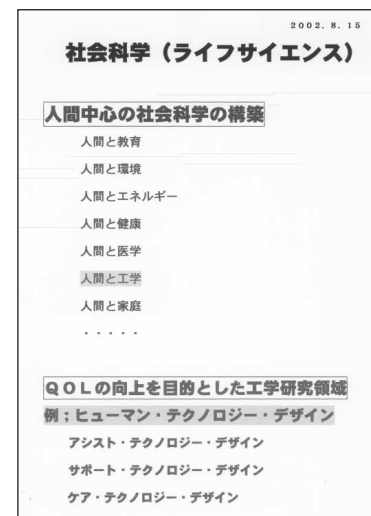 2002.8.15
社会科学（ライフサイエンス）
人間中心の社会科学の構築
人間と教育
人間と環境
人間とエネルギー
人間と健康
人間と医学
人間と工学
人間と家庭
・・・・・
QOLの向上を目的とした工学研究領域
例；ヒューマン・テクノロジー・デザイン
アシスト・テクノロジー・デザイン
サポート・テクノロジー・デザイン
ケア・テクノロジー・デザイン